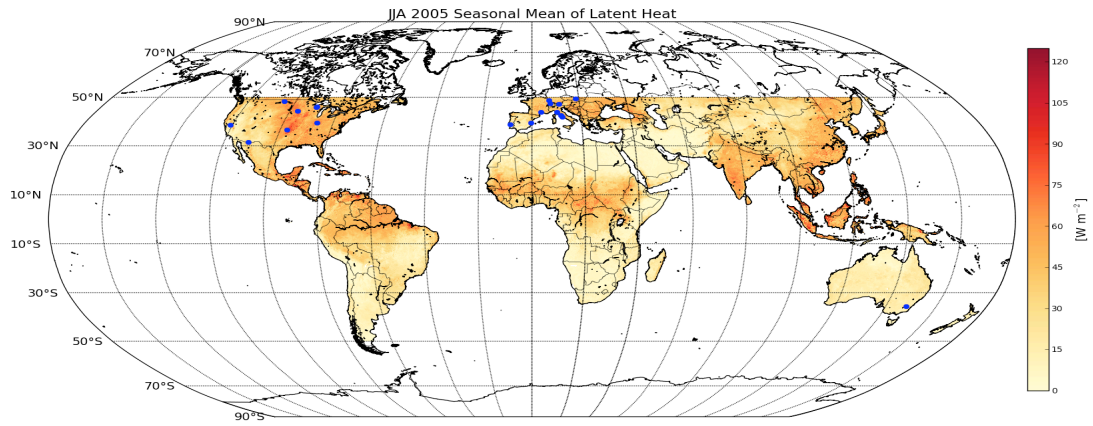 JJA 2005 Seasonal Mean of Latent Heat
90°N
70°N
50°N
30°N
10°N
10°S
30°S
50°S
70°S
90°S
120
105
90
75
60
45
30
15
0
[W m⁻²]